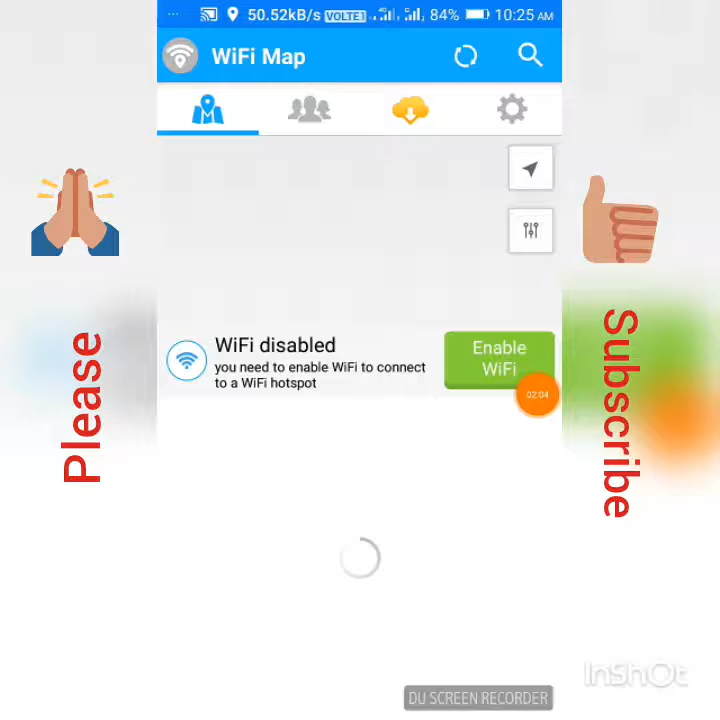 50.52kB/s VOLTE1 84% 10:25 AM
WiFi Map
WiFi disabled
you need to enable WiFi to connect
to a WiFi hotspot
Enable
WiFi
02:04
Please
Subscribe
InShOt
DU SCREEN RECORDER